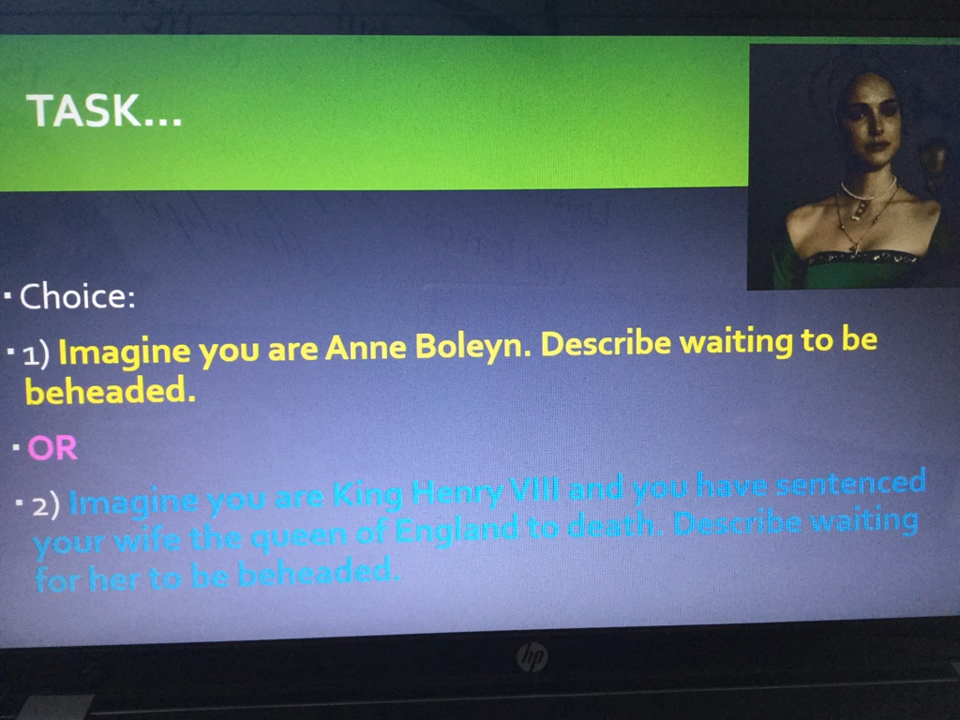 TASK...
▪ Choice:
▪ 1) Imagine you are Anne Boleyn. Describe waiting to be
beheaded.
▪ OR
▪ 2) Imagine you are King Henry VIII and you have sentenced
your wife the queen of England to death. Describe waiting
for her to be beheaded.
hp